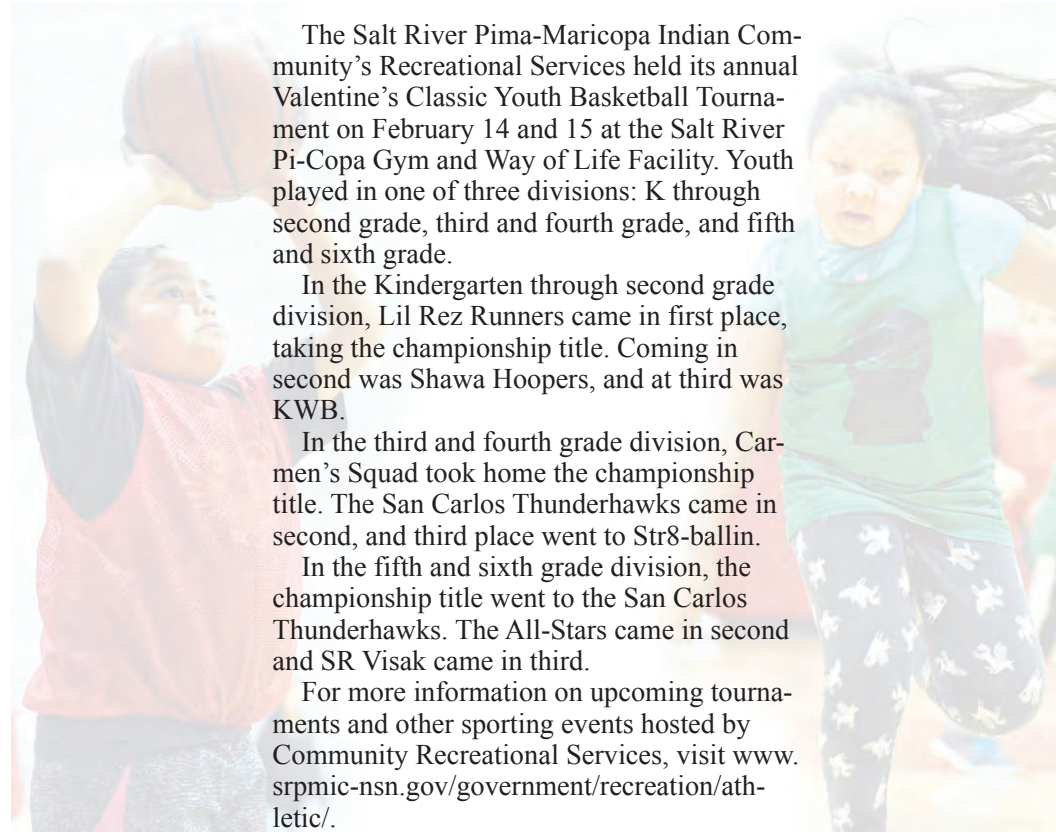 The Salt River Pima-Maricopa Indian Com-
munity’s Recreational Services held its annual
Valentine’s Classic Youth Basketball Tourna-
ment on February 14 and 15 at the Salt River
Pi-Copa Gym and Way of Life Facility. Youth
played in one of three divisions: K through
second grade, third and fourth grade, and fifth
and sixth grade.
In the Kindergarten through second grade
division, Lil Rez Runners came in first place,
taking the championship title. Coming in
second was Shawa Hoopers, and at third was
KWB.
In the third and fourth grade division, Car-
men’s Squad took home the championship
title. The San Carlos Thunderhawks came in
second, and third place went to Str8-ballin.
In the fifth and sixth grade division, the
championship title went to the San Carlos
Thunderhawks. The All-Stars came in second
and SR Visak came in third.
For more information on upcoming tourna-
ments and other sporting events hosted by
Community Recreational Services, visit www.
srpmic-nsn.gov/government/recreation/ath-
letic/.